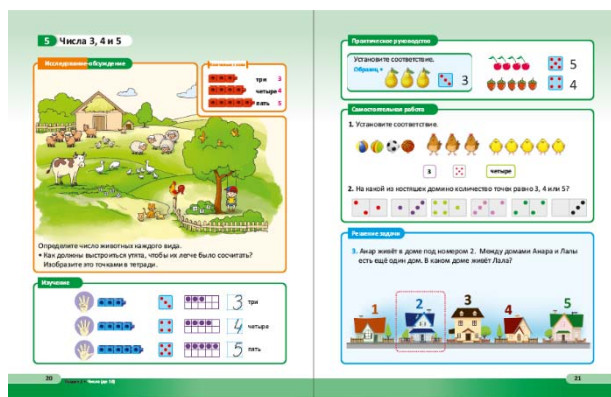 5 Числа 3, 4 и 5
Исследование-обсуждение
три 3
четыре 4
пять 5
Определите число животных каждого вида.
• Как должны выстроиться утята, чтобы их легче было сосчитать?
Изобразите это точками в тетради.
Изучение
3 три
4 четыре
5 пять
20
Числа (до 10)
Практическое руководство
Установите соответствие.
Образец
3
5
4
Самостоятельная работа
1. Установите соответствие.
3
четыре
2. На какой из костяшек домино количество точек равно 3, 4 или 5?
Решение задачи
3. Анар живёт в доме под номером 2. Между домами Анара и Лалы
есть ещё один дом. В каком доме живёт Лала?
1 2 3 4 5
21